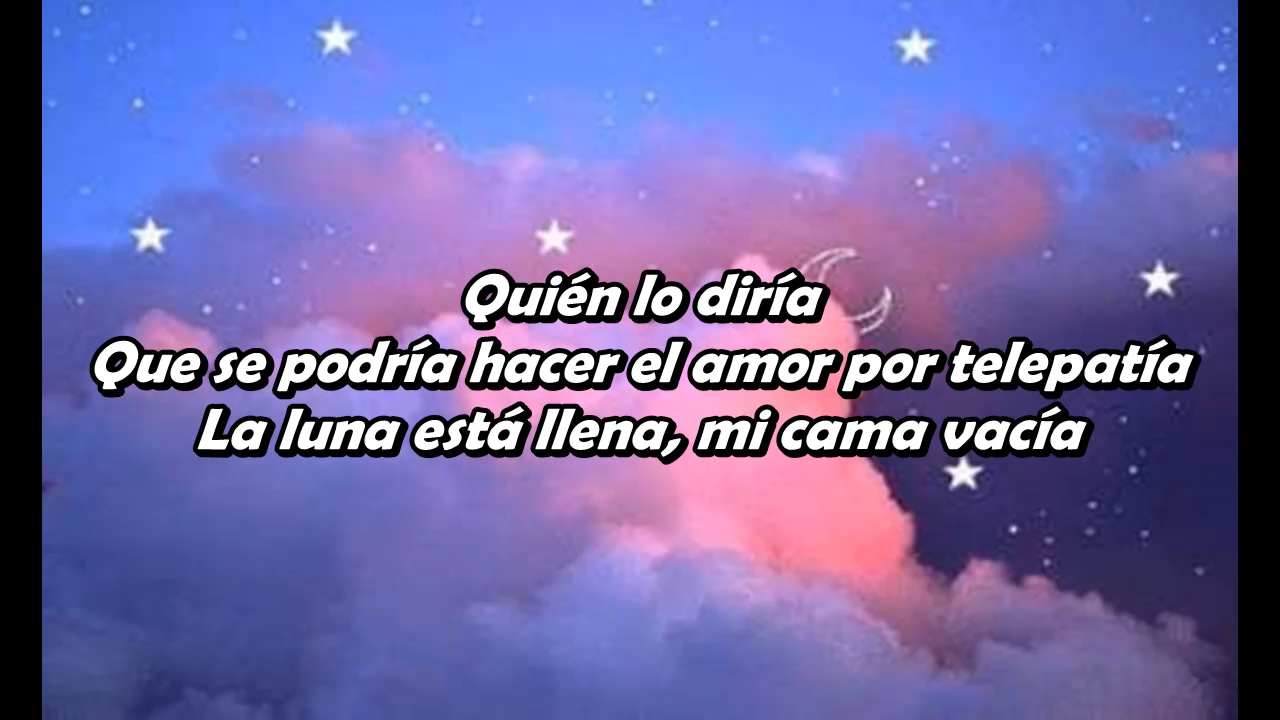 Quién lo diría
Que se podría hacer el amor por telepatía
La luna está llena, mi cama vacía